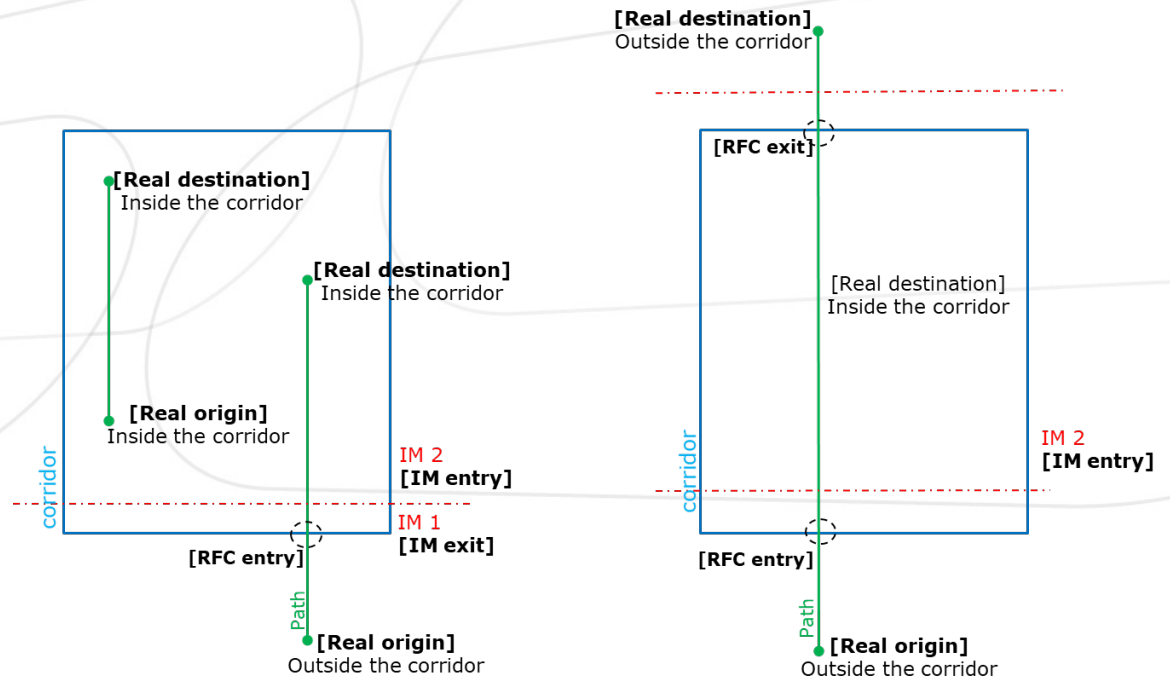 [Real destination]
Inside the corridor
[Real destination]
Inside the corridor
[Real origin]
Inside the corridor
corridor
IM 2
[IM entry]
IM 1
[IM exit]
[RFC entry]
Path
[Real origin]
Outside the corridor
[Real destination]
Outside the corridor
[RFC exit]
[Real destination]
Inside the corridor
corridor
IM 2
[IM entry]
[RFC entry]
Path
[Real origin]
Outside the corridor